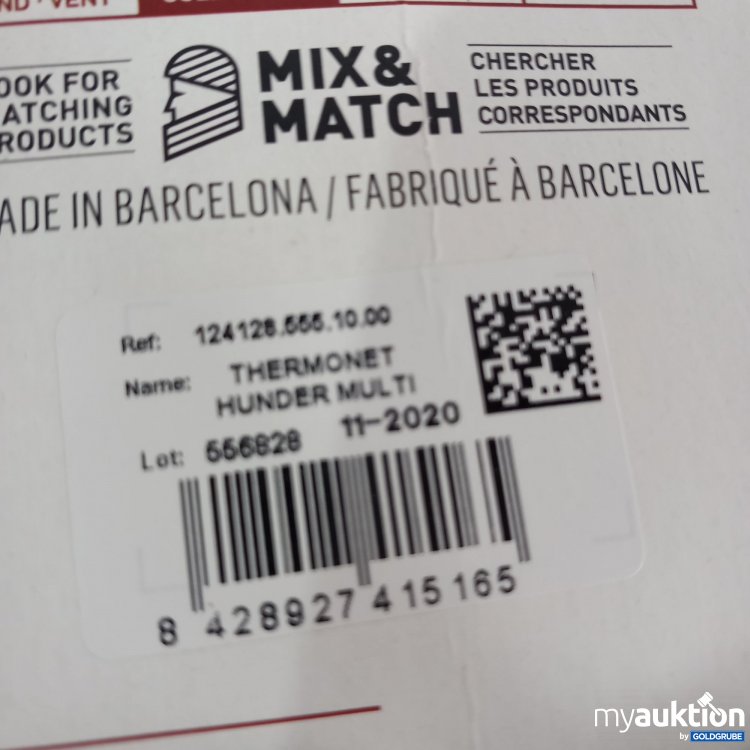 MIX&
MATCH
CHERCHER
LES PRODUITS
CORRESPONDANTS
OOK FOR
ATCHING
RODUCTS
ADE IN BARCELONA / FABRIQUÉ À BARCELONE
Ref: 124128.555.10.00
Name: THERMONET
HUNDER MULTI
Lot: 556828 11-2020
8 428927 415165
myauktion
by GOLDGRUBE